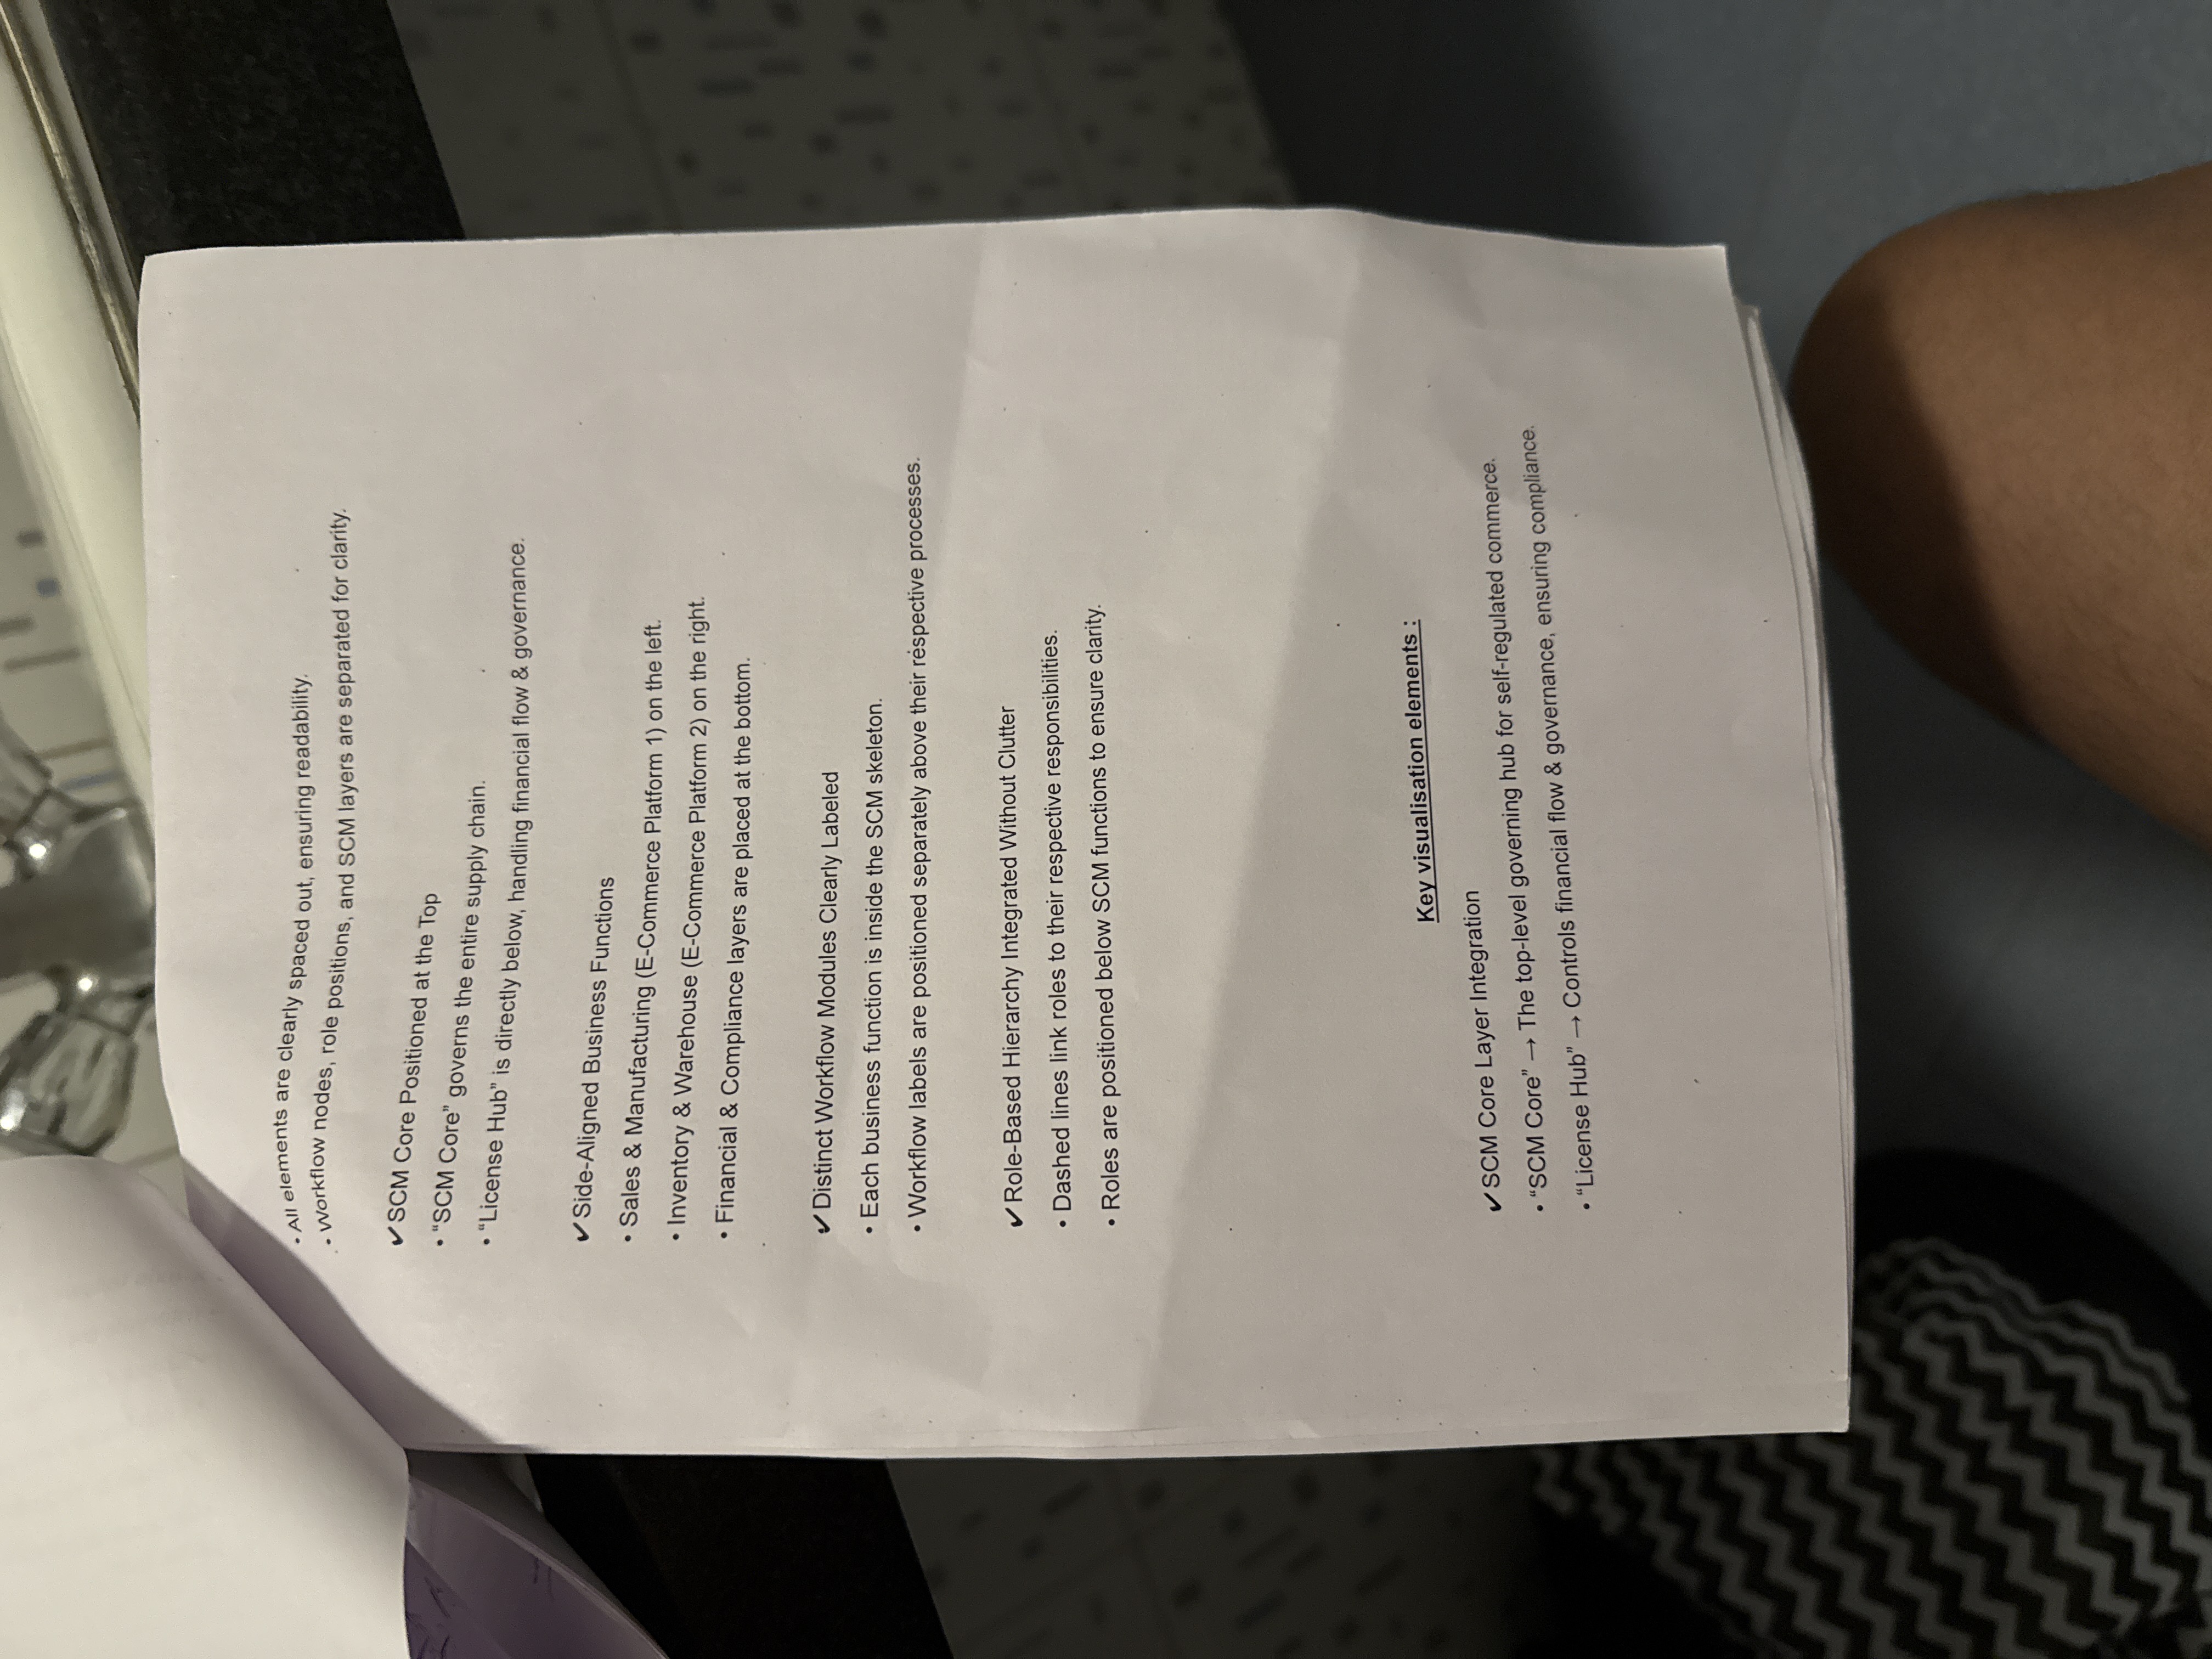 • All elements are clearly spaced out, ensuring readability.
• Workflow nodes, role positions, and SCM layers are separated for clarity.
✔ SCM Core Positioned at the Top
• “SCM Core” governs the entire supply chain.
• “License Hub” is directly below, handling financial flow & governance.
✔ Side-Aligned Business Functions
• Sales & Manufacturing (E-Commerce Platform 1) on the left.
• Inventory & Warehouse (E-Commerce Platform 2) on the right.
• Financial & Compliance layers are placed at the bottom.
✔ Distinct Workflow Modules Clearly Labeled
• Each business function is inside the SCM skeleton.
• Workflow labels are positioned separately above their respective processes.
✔ Role-Based Hierarchy Integrated Without Clutter
• Dashed lines link roles to their respective responsibilities.
• Roles are positioned below SCM functions to ensure clarity.
Key visualisation elements :
✔ SCM Core Layer Integration
• “SCM Core” → The top-level governing hub for self-regulated commerce.
• “License Hub” → Controls financial flow & governance, ensuring compliance.